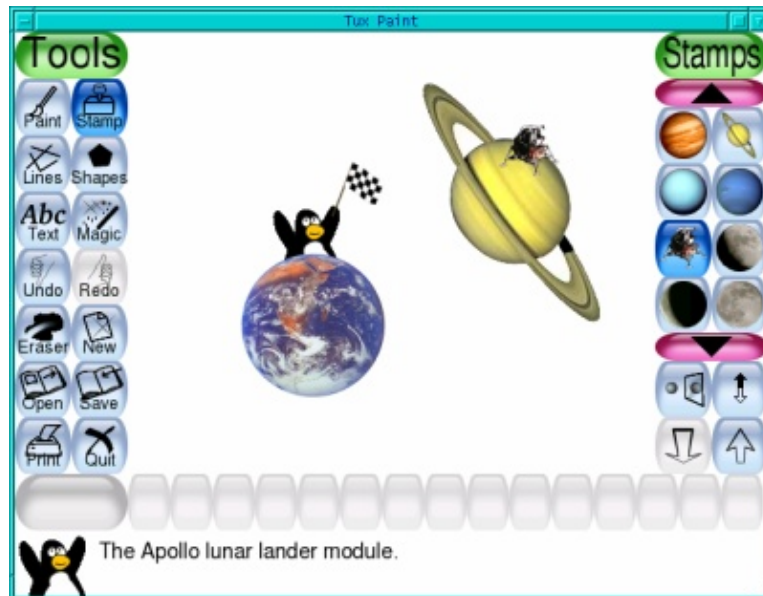 Tux Paint
Tools
Stamps
Paint
Stamp
Lines
Shapes
Abc
Text
Magic
Undo
Redo
Eraser
New
Open
Save
Print
Quit
The Apollo lunar lander module.